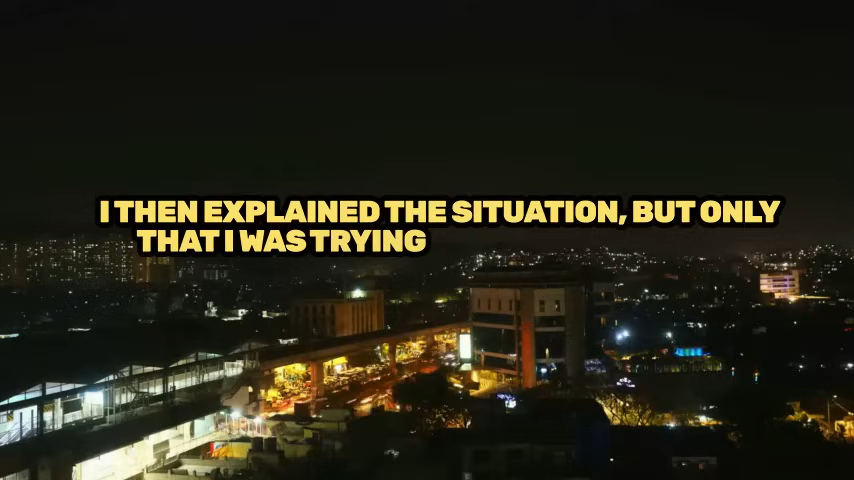 I THEN EXPLAINED THE SITUATION, BUT ONLY
THAT I WAS TRYING